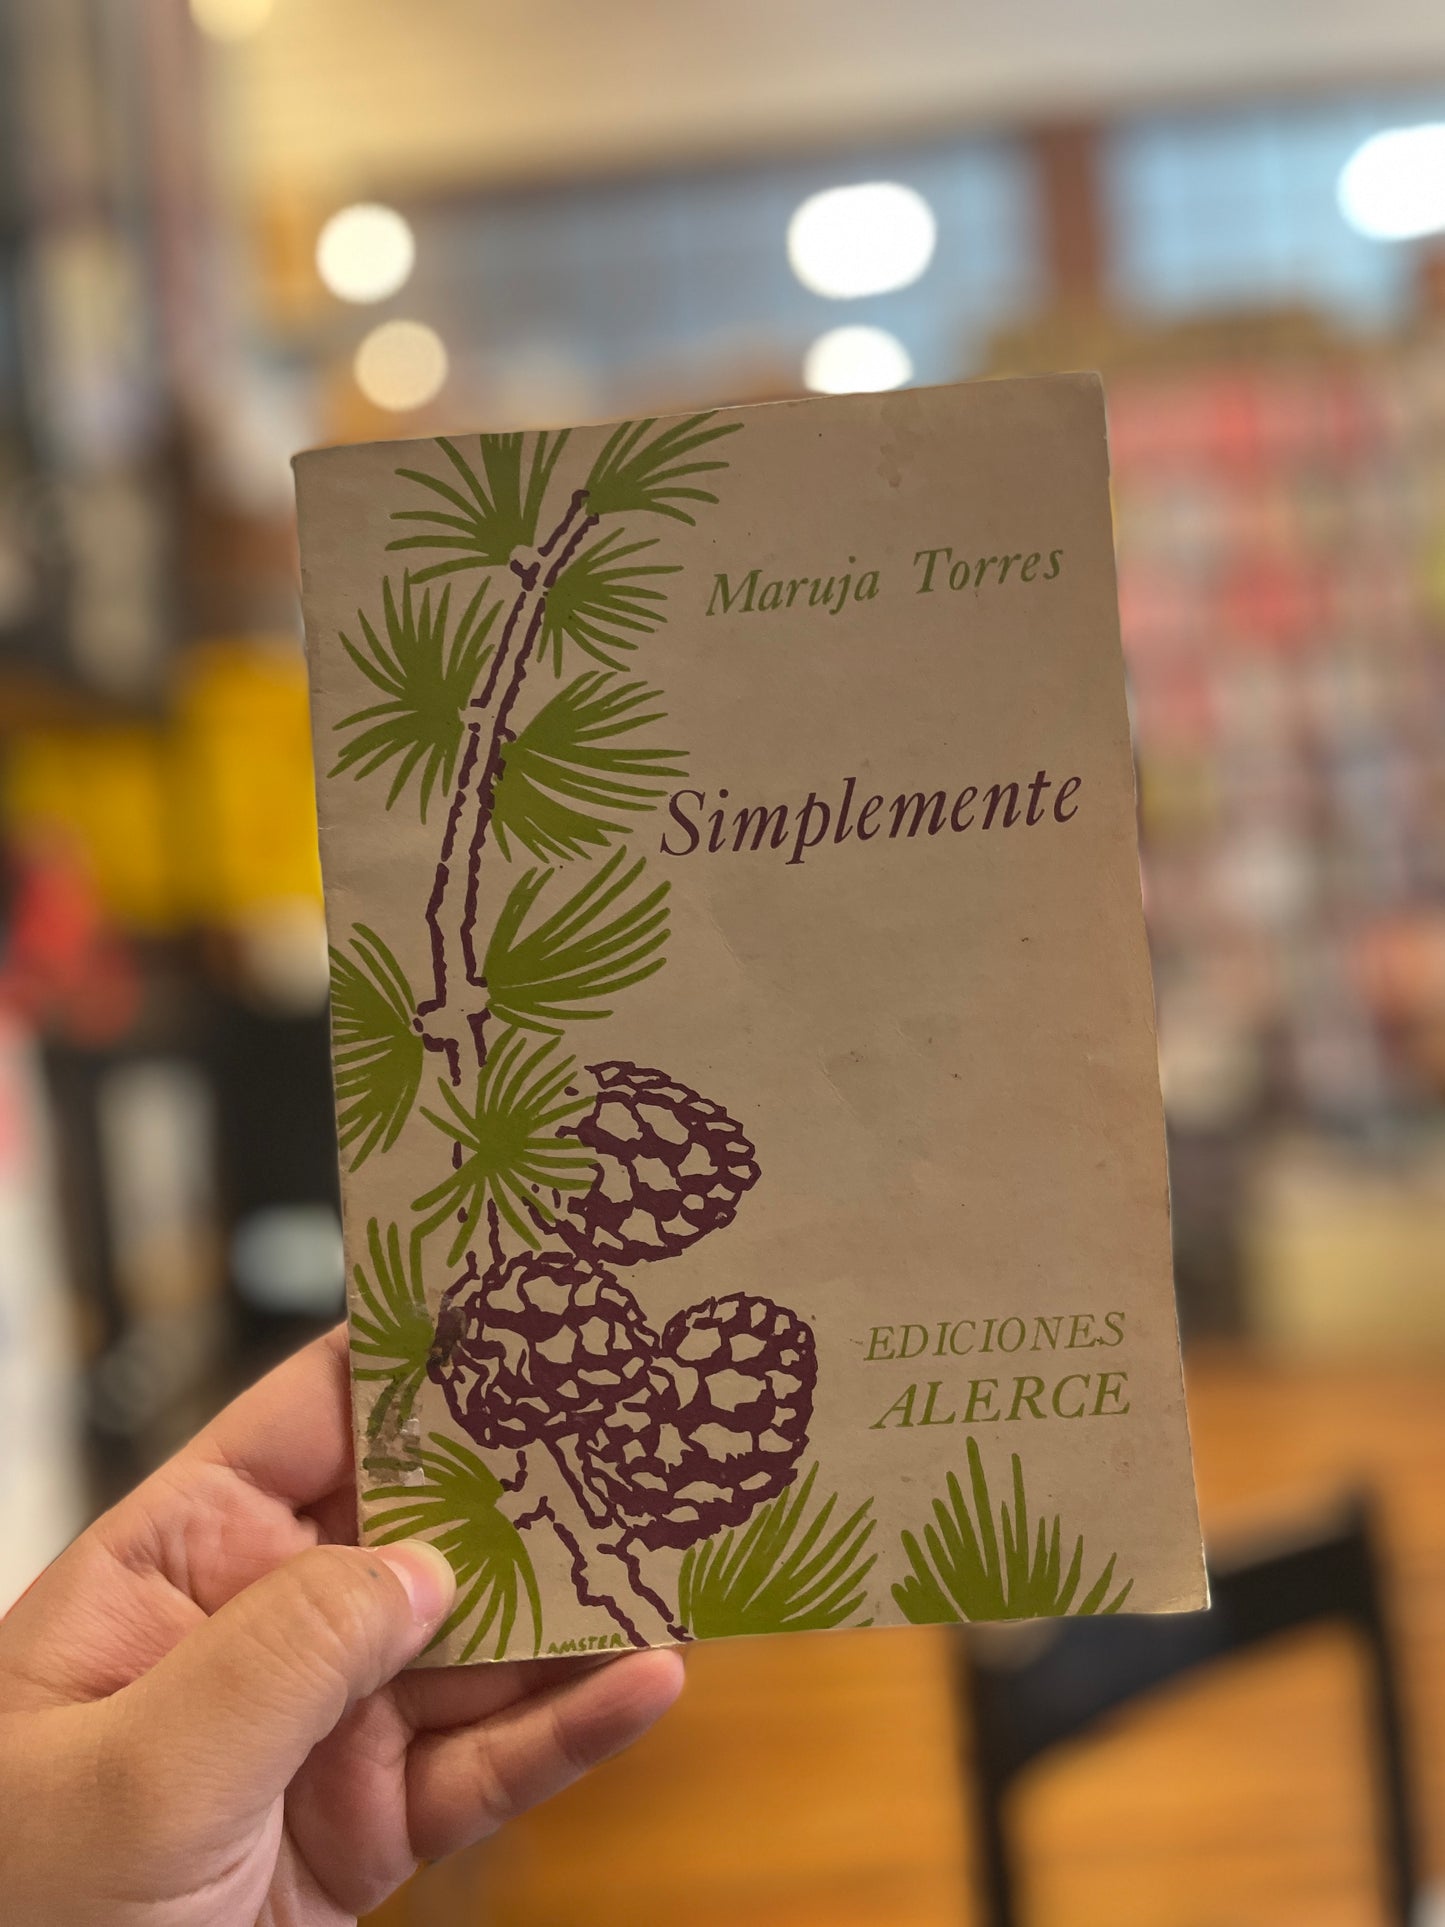 Maruja Torres
Simplemente
EDICIONES
ALERCE
AMSTER